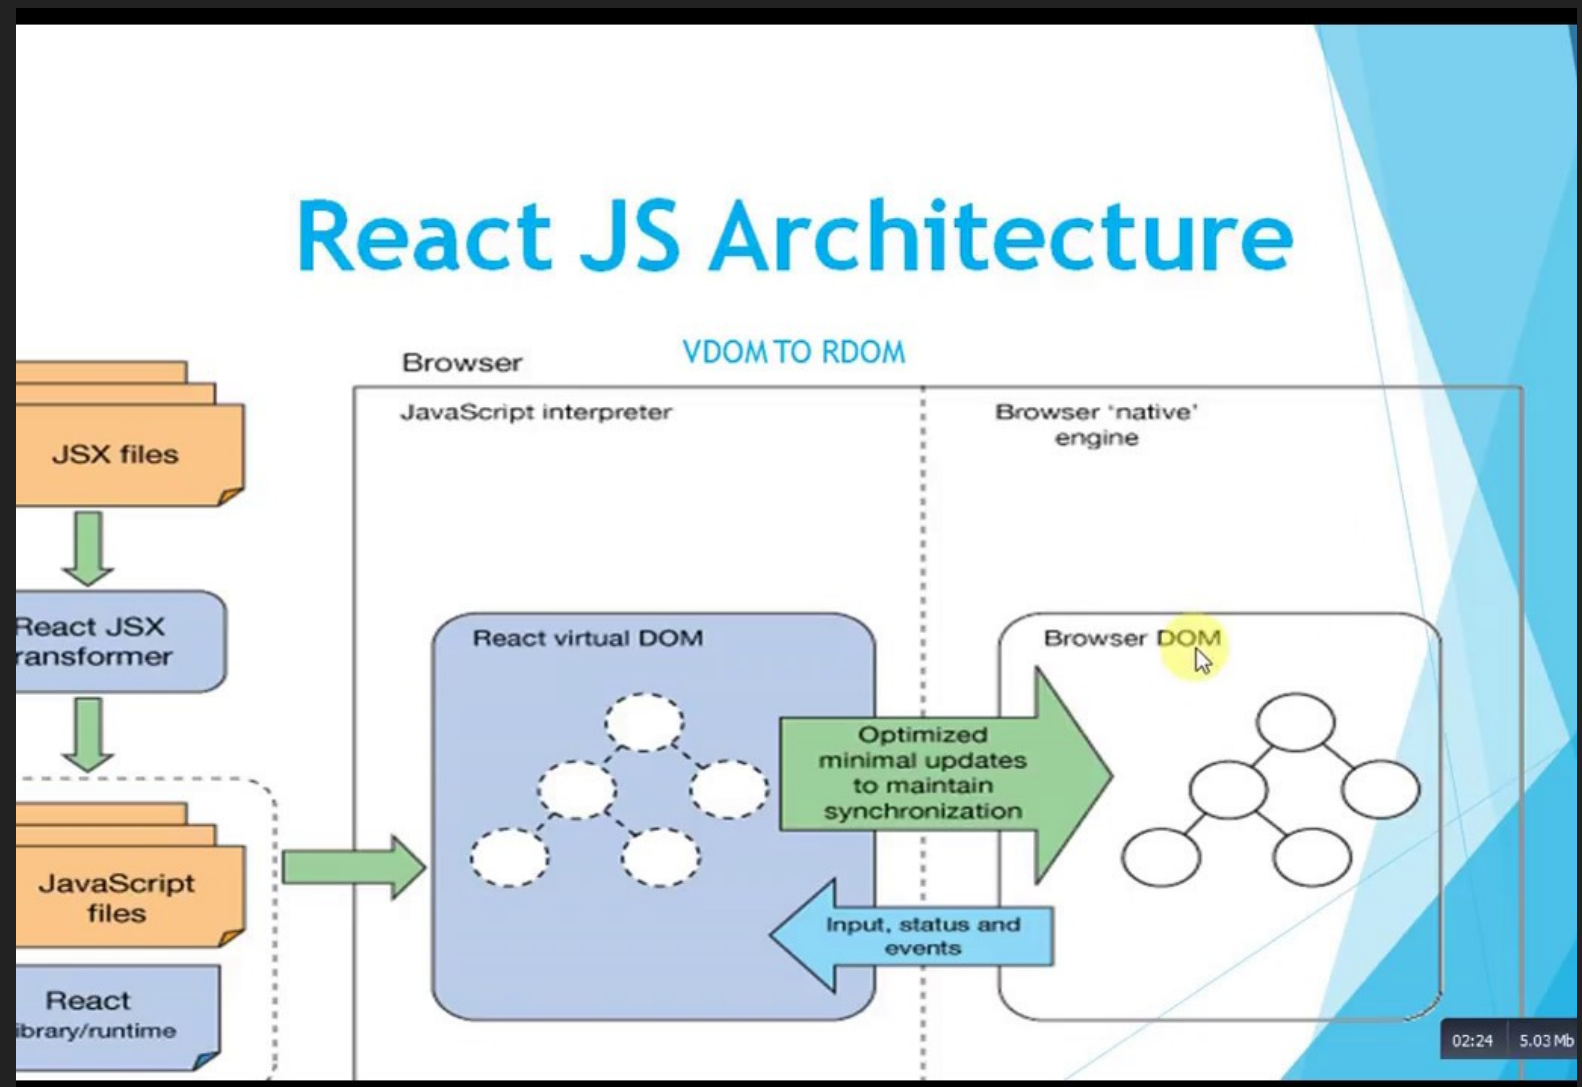 React JS Architecture
VDOM TO RDOM
Browser
JavaScript interpreter
Browser 'native'
engine
JSX files
React JSX
ransformer
JavaScript
files
React
ibrary/runtime
React virtual DOM
Optimized
minimal updates
to maintain
synchronization
Input, status and
events
Browser DOM
02:24
5.03 Mb